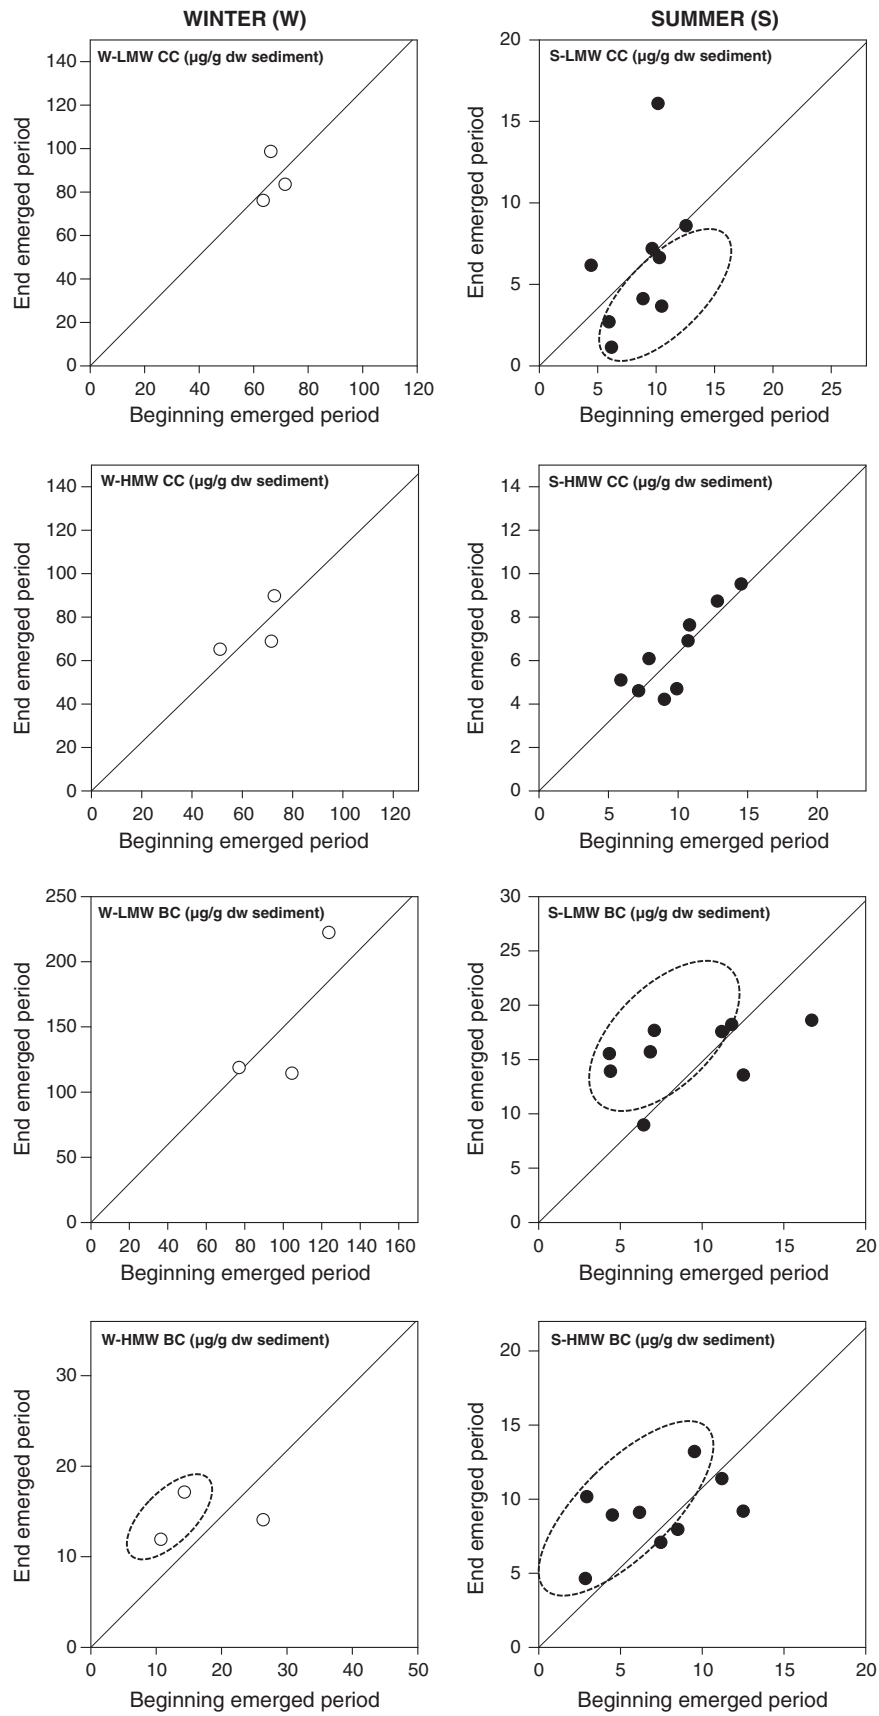 WINTER (W)
SUMMER (S)
W-LMW CC (µg/g dw sediment)
140
120
100
80
60
40
20
0
End emerged period
0 20 40 60 80 100 120
Beginning emerged period
S-LMW CC (µg/g dw sediment)
20
15
10
5
0
End emerged period
0 5 10 15 20 25
Beginning emerged period
W-HMW CC (µg/g dw sediment)
140
120
100
80
60
40
20
0
End emerged period
0 20 40 60 80 100 120
Beginning emerged period
S-HMW CC (µg/g dw sediment)
14
12
10
8
6
4
2
0
End emerged period
0 5 10 15 20
Beginning emerged period
W-LMW BC (µg/g dw sediment)
250
200
150
100
50
0
End emerged period
0 20 40 60 80 100 120 140 160
Beginning emerged period
S-LMW BC (µg/g dw sediment)
30
25
20
15
10
5
0
End emerged period
0 5 10 15 20
Beginning emerged period
W-HMW BC (µg/g dw sediment)
30
20
10
0
End emerged period
0 10 20 30 40 50
Beginning emerged period
S-HMW BC (µg/g dw sediment)
20
15
10
5
0
End emerged period
0 5 10 15 20
Beginning emerged period